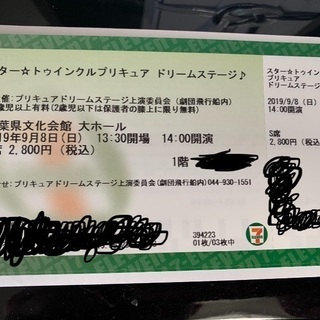 スター☆トゥインクルプリキュア ドリームステージ♪
催：プリキュアドリームステージ上演委員会 (劇団飛行船内)
歳児以上有料(2歳児以下は保護者の膝上に限り無料)
葉県文化会館 大ホール
19年9月8日（日） 13:30開場 14:00開演
席 2,800円（税込）
1階
せ：プリキュアドリームステージ上演委員会(劇団飛行船内)044-930-1551
394223
01枚/03枚中
スター☆トゥインクル
プリキュア
ドリームステージ♪
2019/9/8（日）
14:00開演
S席
2,800円（税込）